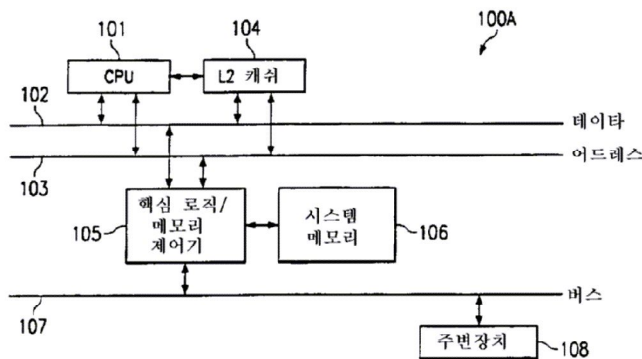 100A
101
104
CPU
L2 캐쉬
102
테이타
어드레스
103
핵심 로직/
메모리
제어기
105
시스템
메모리
106
버스
107
주변장치
108